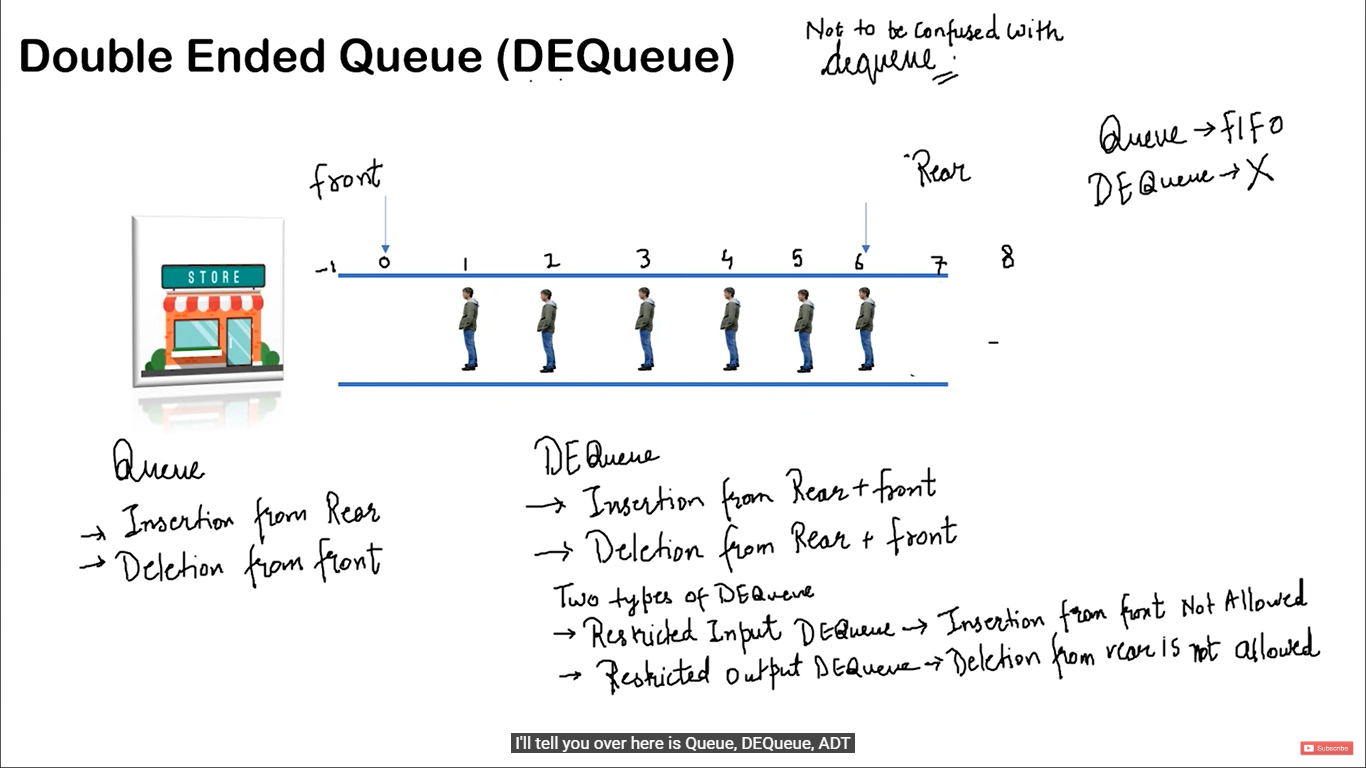 Double Ended Queue (DEQueue)
Not to be confused with
dequeue.
Queue → FIFO
DEQueue → X
front
Rear
-1 0 1 2 3 4 5 6 7 8
STORE
Queue
→ Insertion from Rear
→ Deletion from front
DEQueue
→ Insertion from Rear + front
→ Deletion from Rear + front
Two types of DEQueue
→ Restricted Input DEQueue → Insertion from front Not Allowed
→ Restricted Output DEQueue → Deletion from rear is not allowed
I'll tell you over here is Queue, DEQueue, ADT
Subscribe